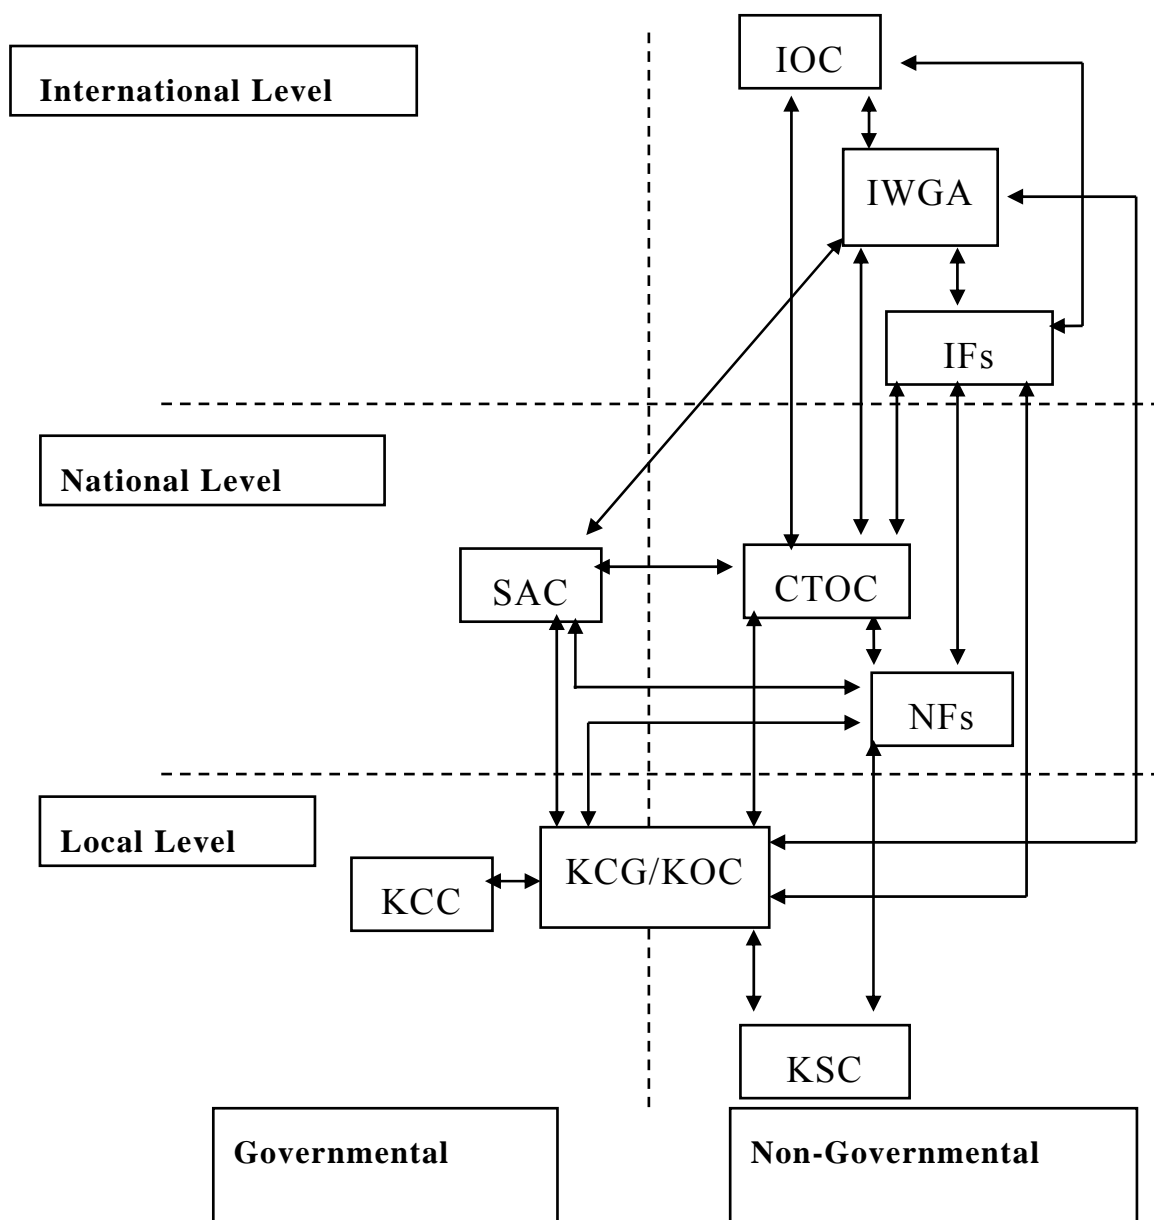 IOC
International Level
IWGA
IFs
National Level
SAC
CTOC
NFs
Local Level
KCG/KOC
KCC
KSC
Governmental
Non-Governmental